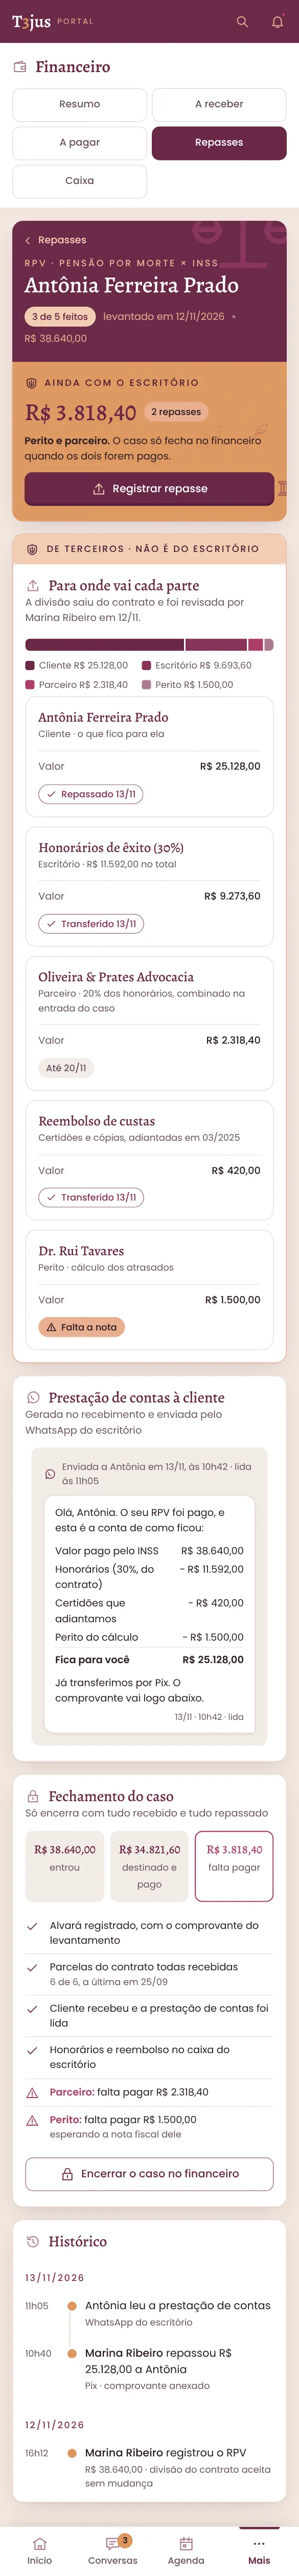 T3jus PORTAL
Financeiro
Resumo
A receber
A pagar
Repasses
Caixa
Repasses
RPV · PENSÃO POR MORTE × INSS
Antônia Ferreira Prado
3 de 5 feitos levantado em 12/11/2026 •
R$ 38.640,00
AINDA COM O ESCRITÓRIO
R$ 3.818,40 2 repasses
Perito e parceiro. O caso só fecha no financeiro
quando os dois forem pagos.
Registrar repasse
DE TERCEIROS · NÃO É DO ESCRITÓRIO
Para onde vai cada parte
A divisão saiu do contrato e foi revisada por
Marina Ribeiro em 12/11.
Cliente R$ 25.128,00 Escritório R$ 9.693,60
Parceiro R$ 2.318,40 Perito R$ 1.500,00
Antônia Ferreira Prado
Cliente · o que fica para ela
Valor R$ 25.128,00
Repassado 13/11
Honorários de êxito (30%)
Escritório · R$ 11.592,00 no total
Valor R$ 9.273,60
Transferido 13/11
Oliveira & Prates Advocacia
Parceiro · 20% dos honorários, combinado na
entrada do caso
Valor R$ 2.318,40
Até 20/11
Reembolso de custas
Certidões e cópias, adiantadas em 03/2025
Valor R$ 420,00
Transferido 13/11
Dr. Rui Tavares
Perito · cálculo dos atrasados
Valor R$ 1.500,00
Falta a nota
Prestação de contas à cliente
Gerada no recebimento e enviada pelo
WhatsApp do escritório
Enviada a Antônia em 13/11, às 10h42 · lida
às 11h05
Olá, Antônia. O seu RPV foi pago, e
esta é a conta de como ficou:
Valor pago pelo INSS R$ 38.640,00
Honorários (30%, do - R$ 11.592,00
contrato)
Certidões que - R$ 420,00
adiantamos
Perito do cálculo - R$ 1.500,00
Fica para você R$ 25.128,00
Já transferimos por Pix. O
comprovante vai logo abaixo.
13/11 · 10h42 · lida
Fechamento do caso
Só encerra com tudo recebido e tudo repassado
R$ 38.640,00
entrou
R$ 34.821,60
destinado e
pago
R$ 3.818,40
falta pagar
Alvará registrado, com o comprovante do
levantamento
Parcelas do contrato todas recebidas
6 de 6, a última em 25/09
Cliente recebeu e a prestação de contas foi
lida
Honorários e reembolso no caixa do
escritório
Parceiro: falta pagar R$ 2.318,40
Perito: falta pagar R$ 1.500,00
esperando a nota fiscal dele
Encerrar o caso no financeiro
Histórico
13/11/2026
11h05 Antônia leu a prestação de contas
WhatsApp do escritório
10h40 Marina Ribeiro repassou R$
25.128,00 a Antônia
Pix · comprovante anexado
12/11/2026
16h12 Marina Ribeiro registrou o RPV
R$ 38.640,00 · divisão do contrato aceita
sem mudança
3
Início Conversas Agenda Mais